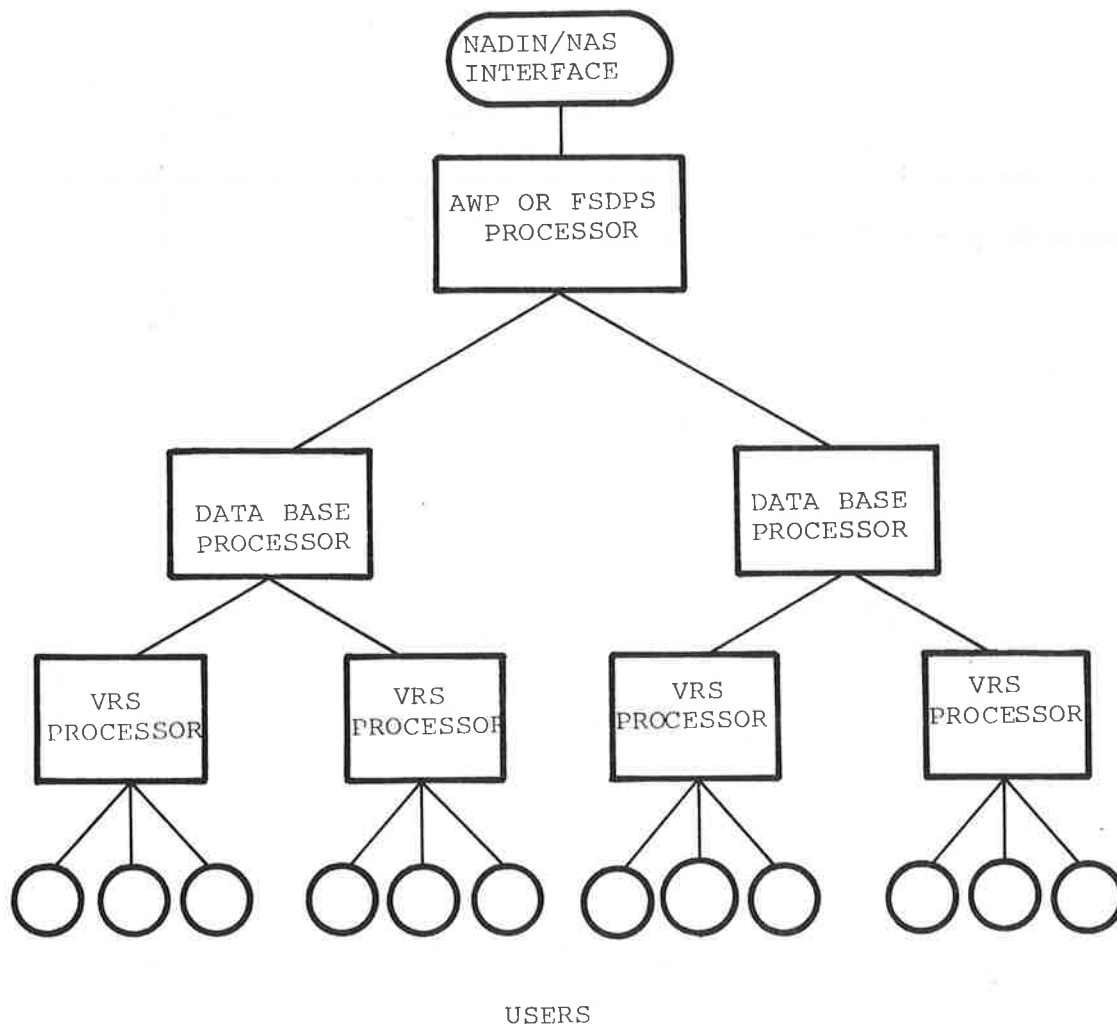 NADIN/NAS
INTERFACE
AWP OR FSDPS
PROCESSOR
DATA BASE
PROCESSOR
DATA BASE
PROCESSOR
VRS
PROCESSOR
VRS
PROCESSOR
VRS
PROCESSOR
VRS
PROCESSOR
USERS